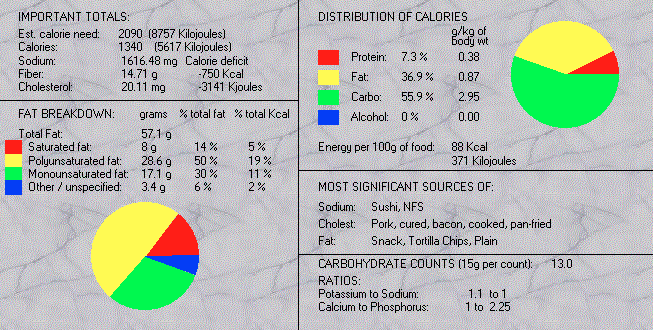 IMPORTANT TOTALS:
Est. calorie need: 2090 (8757 Kilojoules)
Calories: 1340 (5617 Kilojoules)
Sodium: 1616.48 mg Calorie deficit
Fiber: 14.71 g -750 Kcal
Cholesterol: 20.11 mg -3141 Kjoules
FAT BREAKDOWN: grams % total fat % total Kcal
Total Fat: 57.1 g
Saturated fat: 8 g 14 % 5 %
Polyunsaturated fat: 28.6 g 50 % 19 %
Monounsaturated fat: 17.1 g 30 % 11 %
Other / unspecified: 3.4 g 6 % 2 %
DISTRIBUTION OF CALORIES
g/kg of
body wt
Protein: 7.3 % 0.38
Fat: 36.9 % 0.87
Carbo: 55.9 % 2.95
Alcohol: 0 % 0.00
Energy per 100g of food: 88 Kcal
371 Kilojoules
MOST SIGNIFICANT SOURCES OF:
Sodium: Sushi, NFS
Cholest: Pork, cured, bacon, cooked, pan-fried
Fat: Snack, Tortilla Chips, Plain
CARBOHYDRATE COUNTS (15g per count): 13.0
RATIOS:
Potassium to Sodium: 1.1 to 1
Calcium to Phosphorus: 1 to 2.25